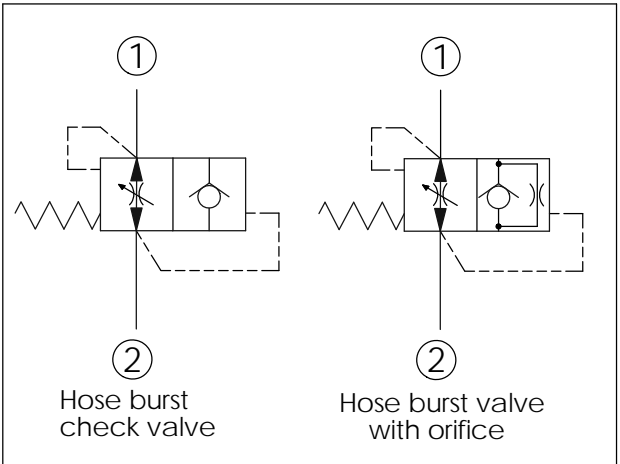 1
1
2
2
Hose burst
check valve
Hose burst valve
with orifice